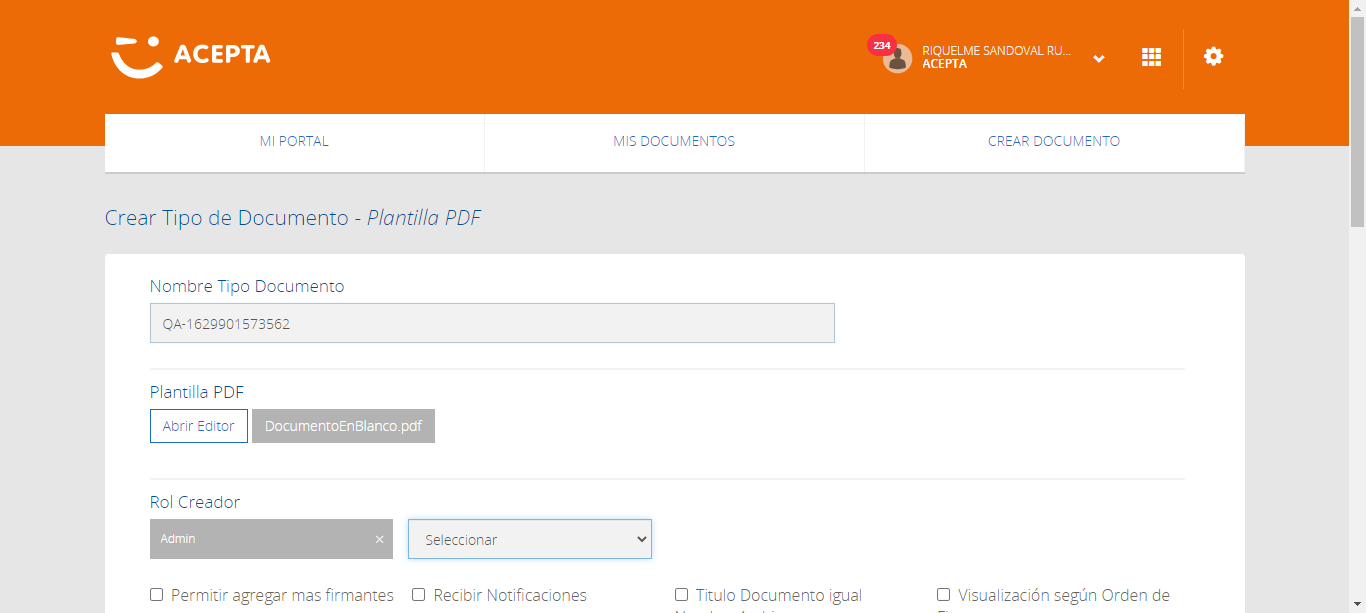 ACEPTA
234
RIQUELME SANDOVAL RU...
ACEPTA
MI PORTAL
MIS DOCUMENTOS
CREAR DOCUMENTO
Crear Tipo de Documento - Plantilla PDF
Nombre Tipo Documento
QA-1629901573562
Plantilla PDF
Abrir Editor
DocumentoEnBlanco.pdf
Rol Creador
Admin ×
Seleccionar
Permitir agregar mas firmantes
Recibir Notificaciones
Titulo Documento igual
Visualización según Orden de